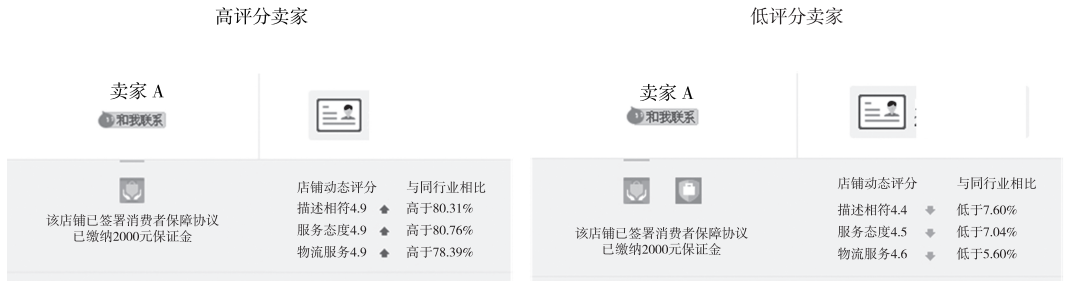 高评分卖家
卖家 A
和我联系
该店铺已签署消费者保障协议
已缴纳2000元保证金
店铺动态评分 与同行业相比
描述相符4.9 高于80.31%
服务态度4.9 高于80.76%
物流服务4.9 高于78.39%
低评分卖家
卖家 A
和我联系
该店铺已签署消费者保障协议
已缴纳2000元保证金
店铺动态评分 与同行业相比
描述相符4.4 低于7.60%
服务态度4.5 低于7.04%
物流服务4.6 低于5.60%